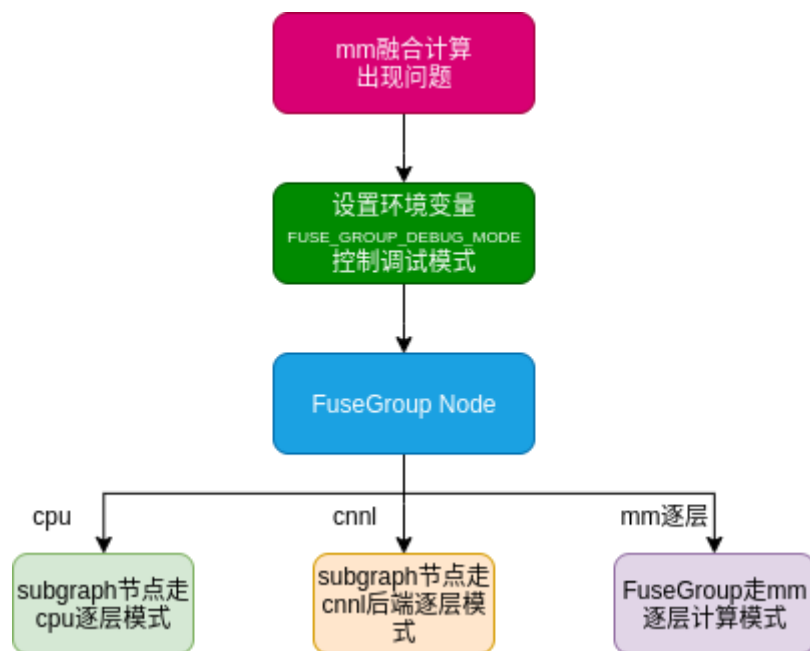 mm融合计算
出现问题
设置环境变量
FUSE_GROUP_DEBUG_MODE
控制调试模式
FuseGroup Node
cpu
cnnl
mm逐层
subgraph节点走
cpu逐层模式
subgraph节点走
cnnl后端逐层模
式
FuseGroup走mm
逐层计算模式